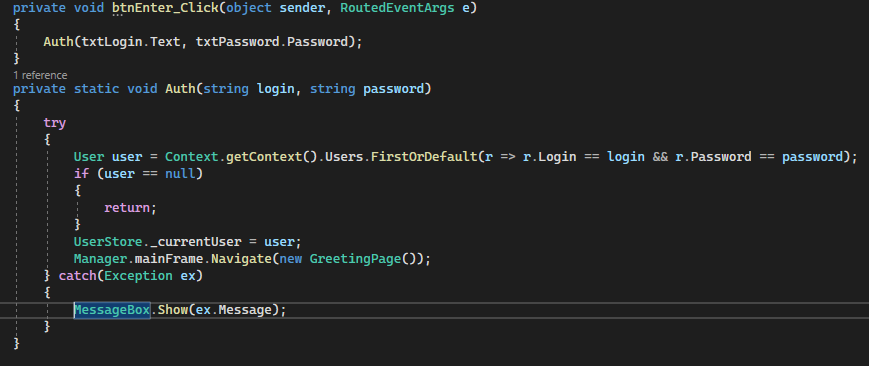 private void btnEnter_Click(object sender, RoutedEventArgs e)
{
    Auth(txtLogin.Text, txtPassword.Password);
}
1 reference
private static void Auth(string login, string password)
{
    try
    {
        User user = Context.getContext().Users.FirstOrDefault(r => r.Login == login && r.Password == password);
        if (user == null)
        {
            return;
        }
        UserStore._currentUser = user;
        Manager.mainFrame.Navigate(new GreetingPage());
    } catch(Exception ex)
    {
        MessageBox.Show(ex.Message);
    }
}